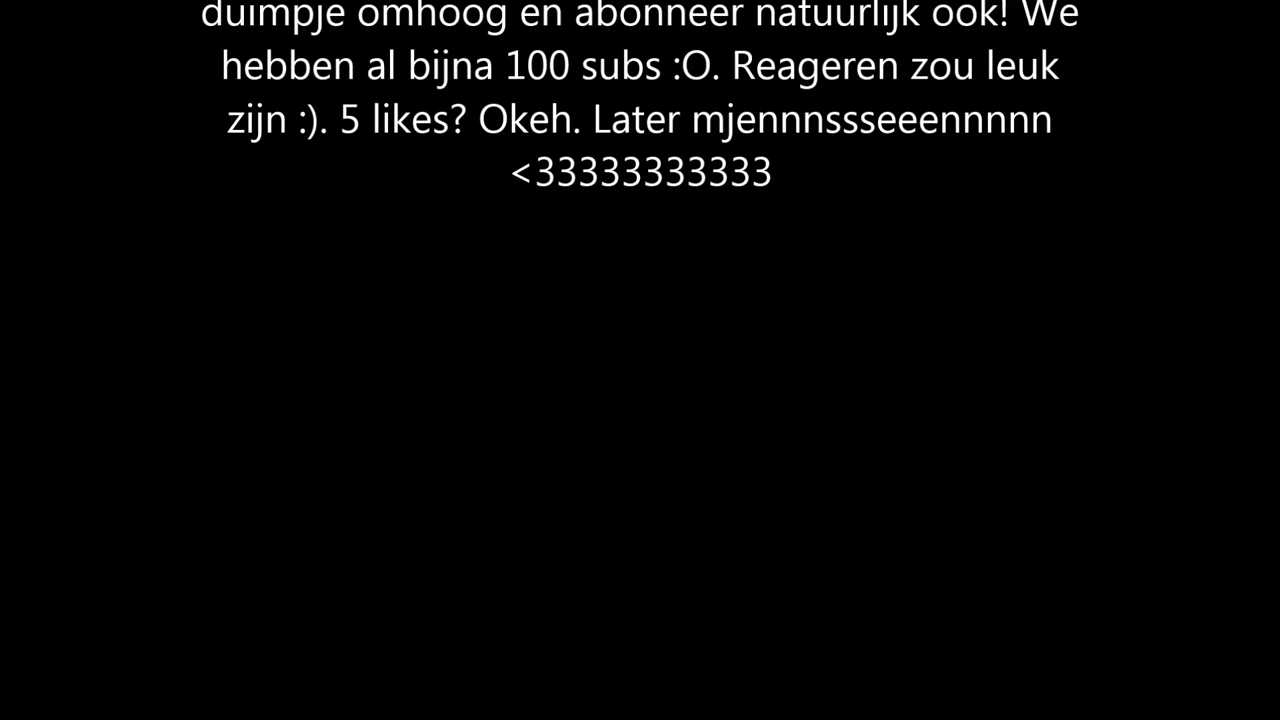 duimpje omhoog en abonneer natuurlijk ook! We
hebben al bijna 100 subs :O. Reageren zou leuk
zijn :). 5 likes? Okeh. Later mjennnssseeennnnn
<33333333333